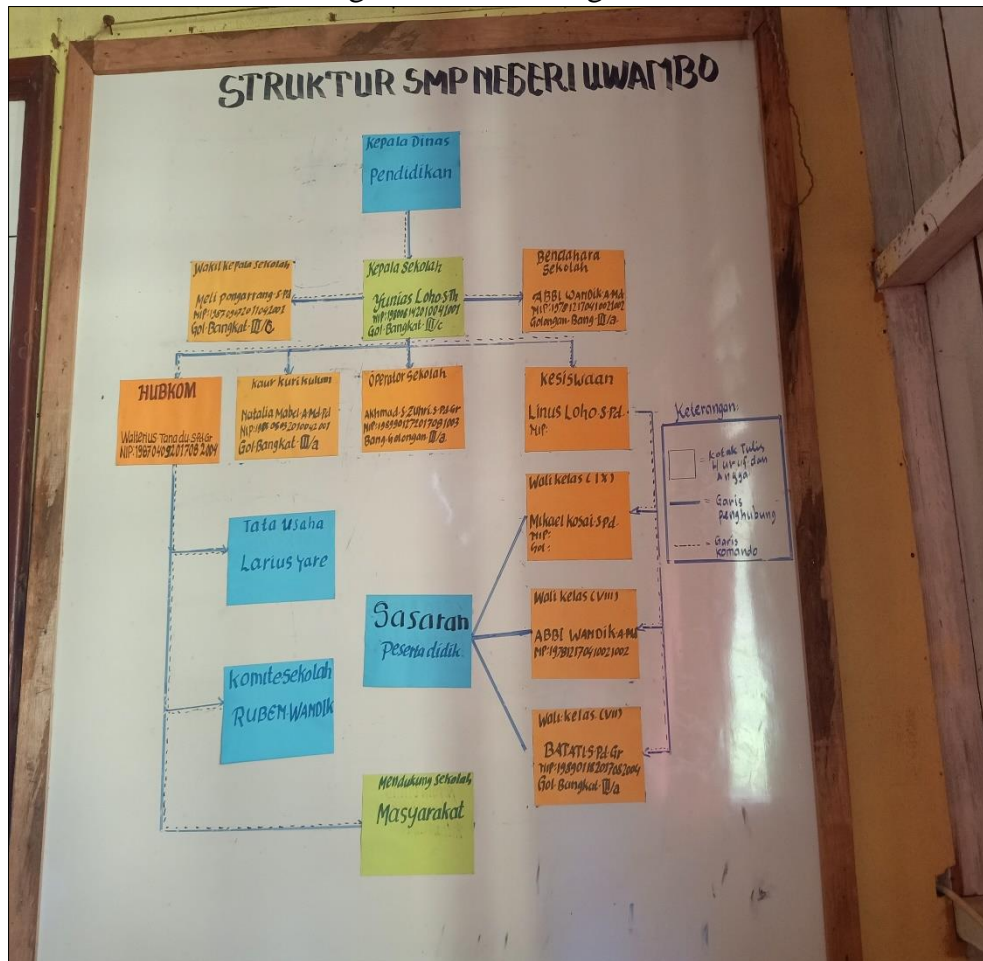 STRUKTUR SMP NEGERI UWAMBO
Kepala Dinas
Pendidikan
Wakil Kepala Sekolah
Meli Pongarrang S.Pd
Gol-Bangkat-III/
Kepala Sekolah
Yunias Loho S.Th
Gol-Bangkat-III/c
Bendahara
Sekolah
ABBI WANDIK A.Md
Golongan-Bang-III/a.
HUBKOM
Walterius Tanadu S.Pd.Gr
Kaur Kurikulum
Natalia Mabel A.Md.Pd
Gol-Bangkat-III/a
Operator Sekolah
Akhmad-S.Zuhri.S.Pd.Gr
Bang-Golongan-III/a.
Kesiswaan
Linus Loho S.Pd.
NIP:
Keterangan:
= Kotak Tulis
Huruf dan
Angga
= Garis
Penghubung
= Garis
Komando
Wali kelas (IX)
Mikael Kosai S.Pd.
NIP:
Gol:
Tata Usaha
Larius Yare
Wali kelas (VIII)
ABBI WANDIK A.Md
Sasaran
Peserta didik.
Komite sekolah
RUBEN WANDIK
Wali kelas (VII)
BATATI S.Pd.Gr
Gol-Bangkat-III/a
Mendukung Sekolah
Masyarakat